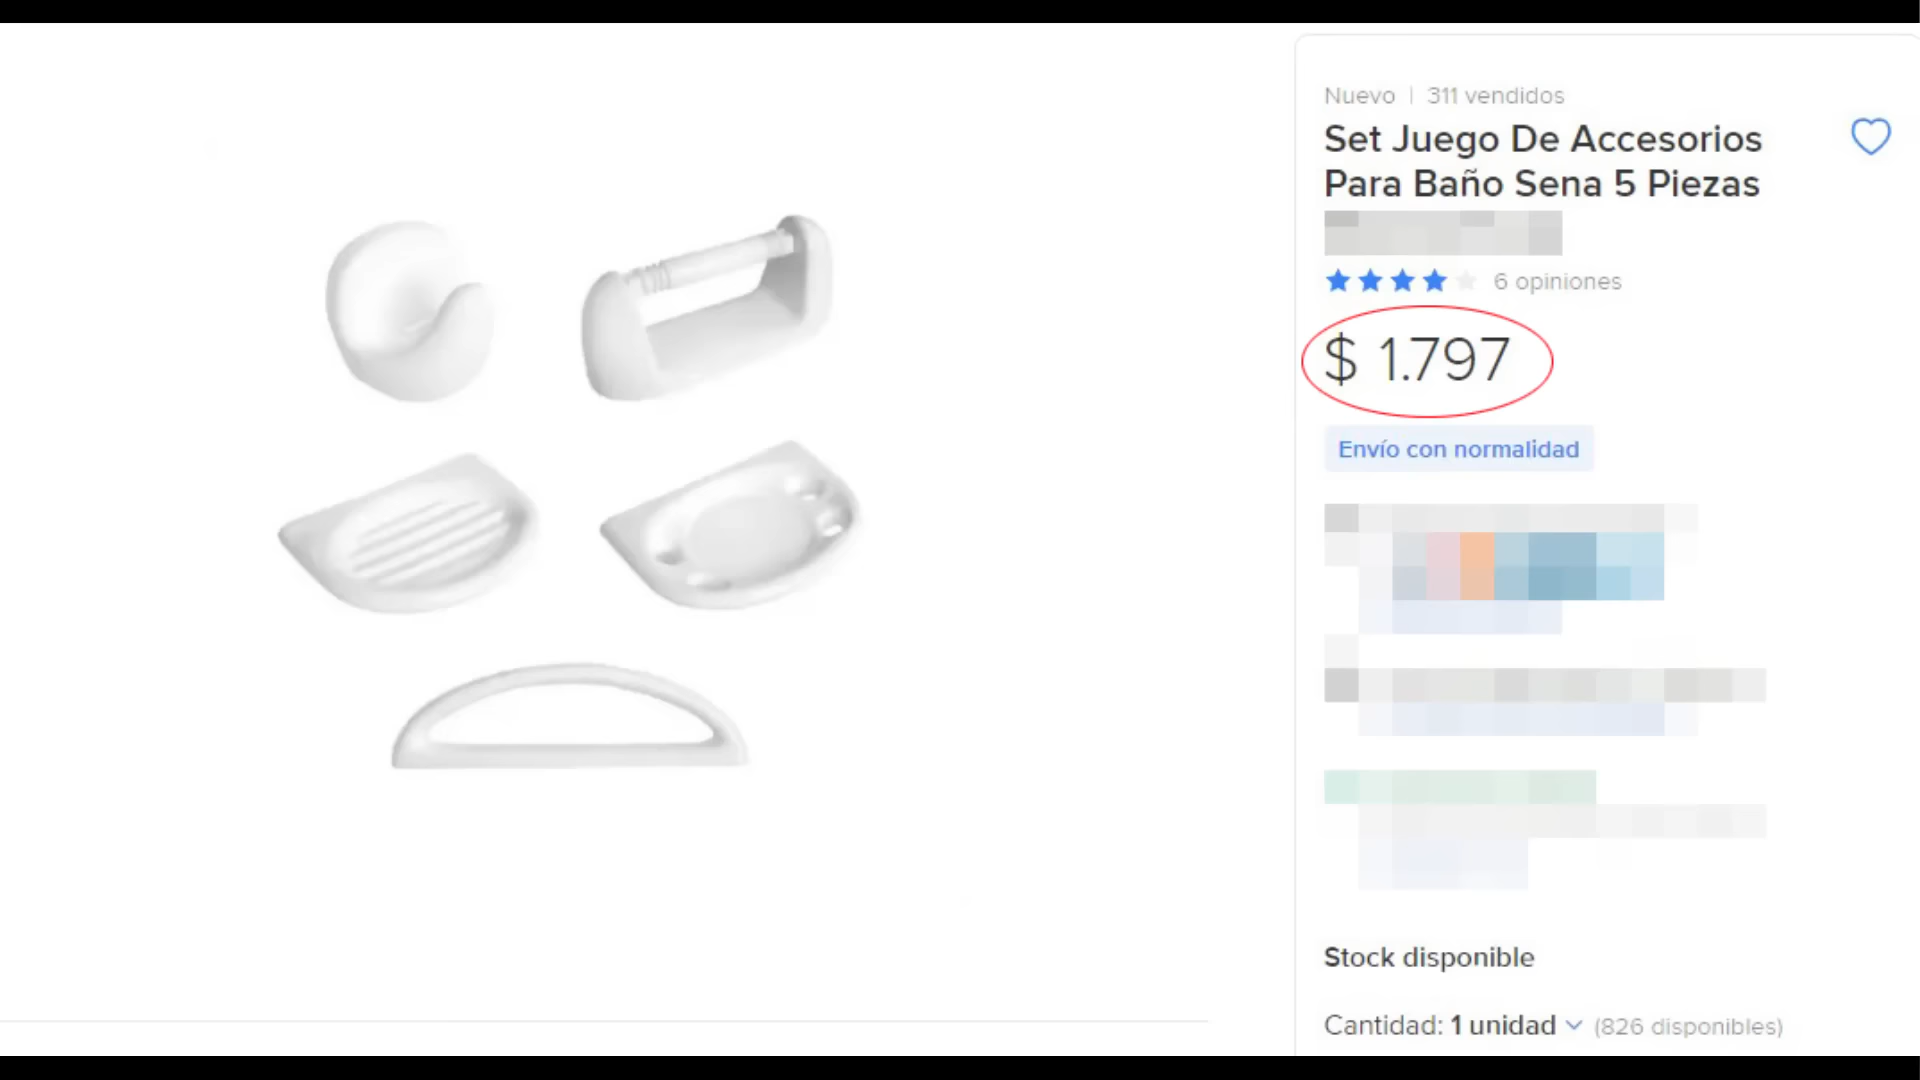 Nuevo | 311 vendidos
Set Juego De Accesorios
Para Baño Sena 5 Piezas
6 opiniones
$ 1.797
Envío con normalidad
Stock disponible
Cantidad: 1 unidad (826 disponibles)